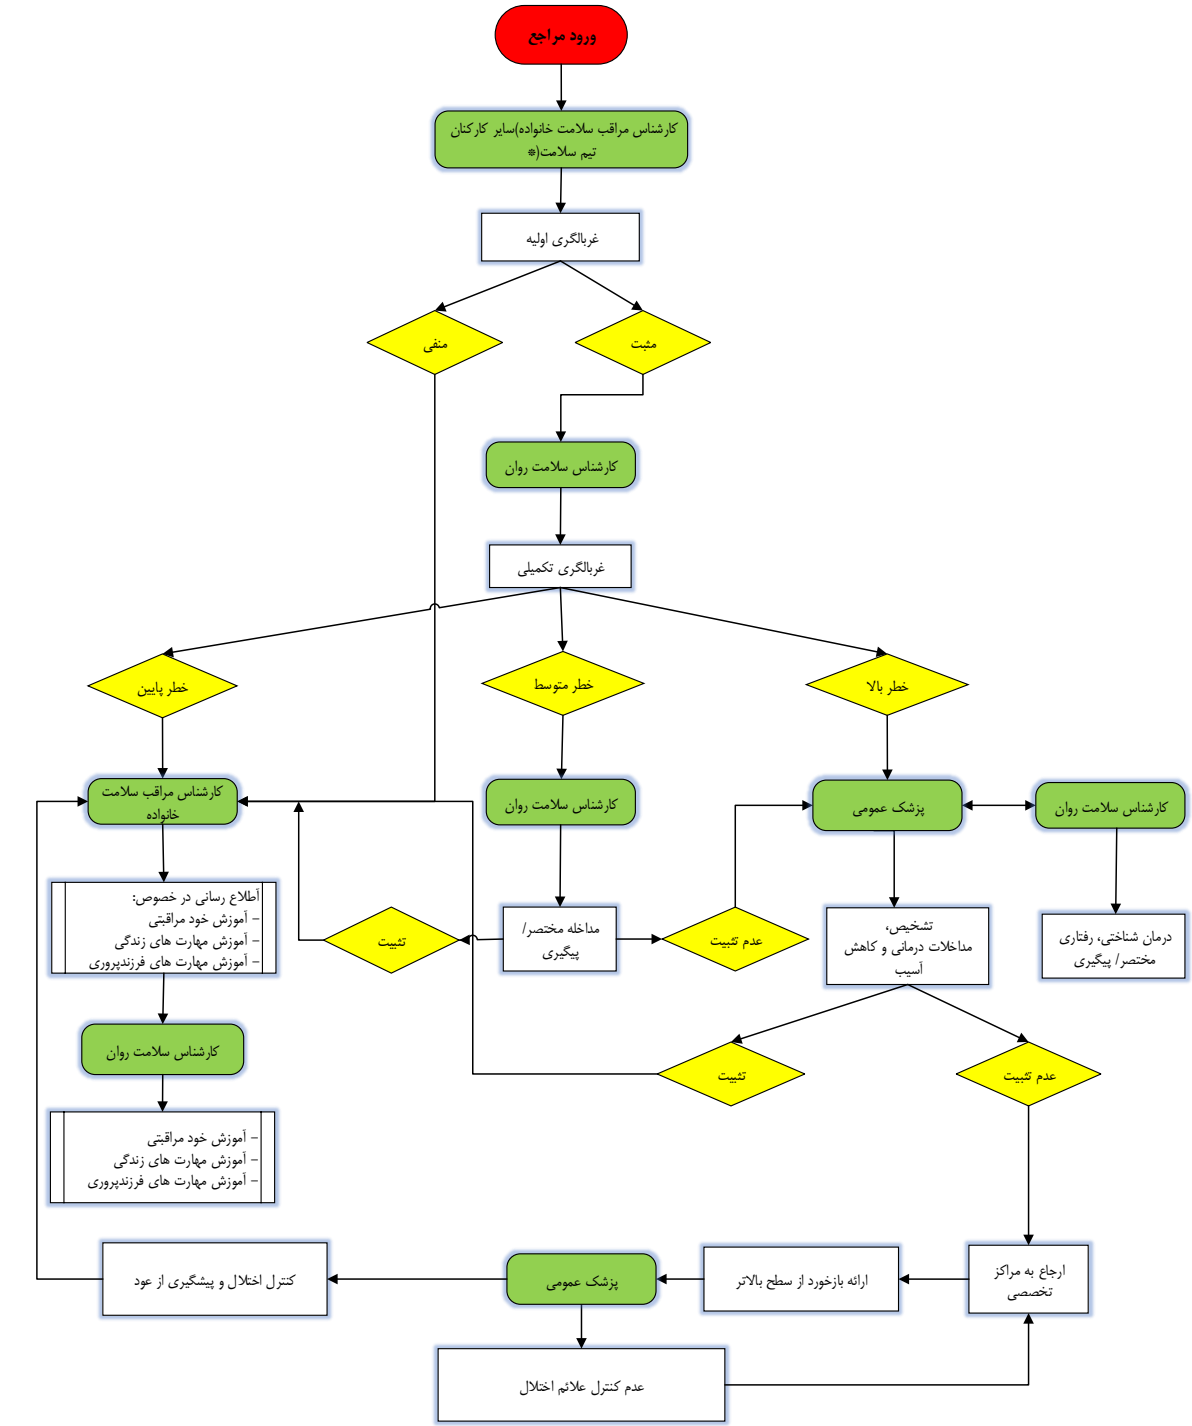 ورود مراجع
کارشناس مراقب سلامت خانواده)سایر کارکنان
تیم سلامت(*
غربالگری اولیه
مثبت
منفی
کارشناس سلامت روان
غربالگری تکمیلی
خطر بالا
خطر متوسط
خطر پایین
کارشناس سلامت روان
پزشک عمومی
کارشناس سلامت روان
کارشناس مراقب سلامت
خانواده
درمان شناختی، رفتاری
مختصر/ پیگیری
تشخیص،
مداخلات درمانی و کاهش
آسیب
عدم تثبیت
مداخله مختصر/
پیگیری
تثبیت
آطلاع رسانی در خصوص:
- آموزش خود مراقبتی
- آموزش مهارت های زندگی
- آموزش مهارت های فرزندپروری
عدم تثبیت
تثبیت
کارشناس سلامت روان
- آموزش خود مراقبتی
- آموزش مهارت های زندگی
- آموزش مهارت های فرزندپروری
ارجاع به مراکز
تخصصی
ارائه بازخورد از سطح بالاتر
پزشک عمومی
کنترل اختلال و پیشگیری از عود
عدم کنترل علائم اختلال